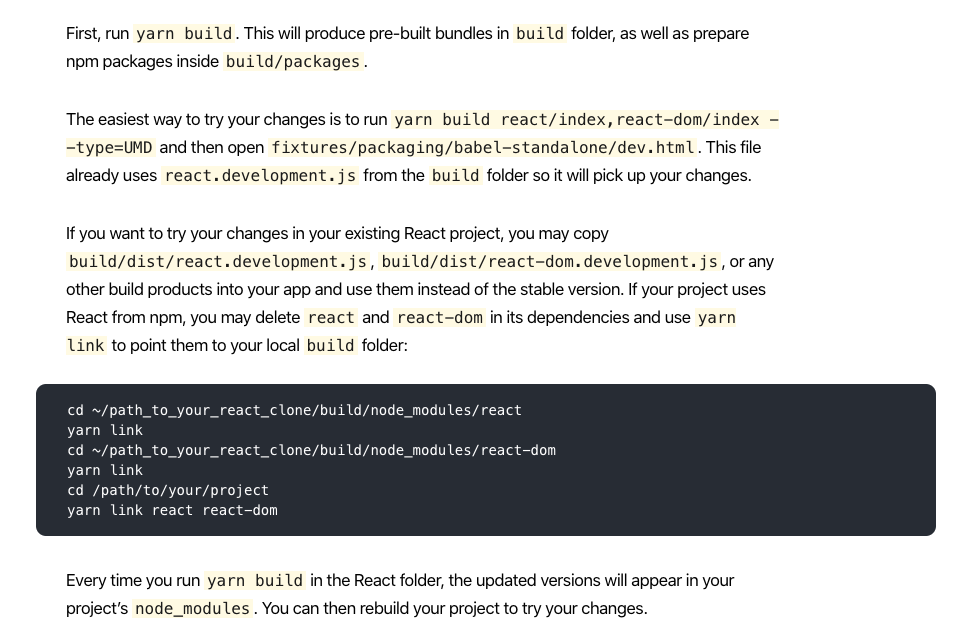 First, run yarn build. This will produce pre-built bundles in build folder, as well as prepare
npm packages inside build/packages.
The easiest way to try your changes is to run yarn build react/index,react-dom/index -
-type=UMD and then open fixtures/packaging/babel-standalone/dev.html. This file
already uses react.development.js from the build folder so it will pick up your changes.
If you want to try your changes in your existing React project, you may copy
build/dist/react.development.js, build/dist/react-dom.development.js, or any
other build products into your app and use them instead of the stable version. If your project uses
React from npm, you may delete react and react-dom in its dependencies and use yarn
link to point them to your local build folder:
cd ~/path_to_your_react_clone/build/node_modules/react
yarn link
cd ~/path_to_your_react_clone/build/node_modules/react-dom
yarn link
cd /path/to/your/project
yarn link react react-dom
Every time you run yarn build in the React folder, the updated versions will appear in your
project’s node_modules. You can then rebuild your project to try your changes.